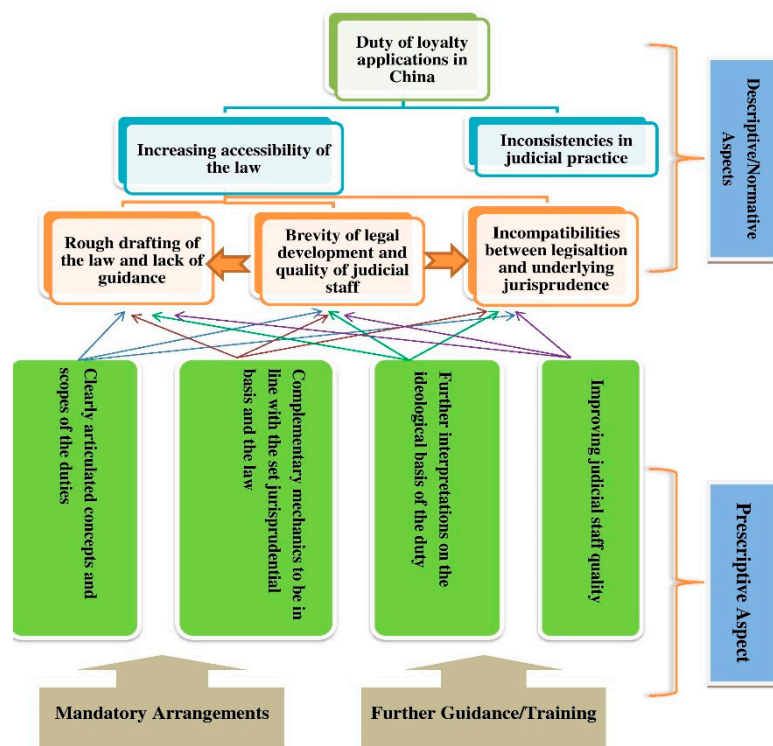 Duty of loyalty
applications in
China
Increasing accessibility of
the law
Inconsistencies in
judicial practice
Descriptive/Normative
Aspects
Rough drafting of
the law and lack of
guidance
Brevity of legal
development and
quality of judicial
staff
Incompatibilities
between legisaltion
and underlying
jurisprudence
Clearly articulated concepts and
scopes of the duties
Complementary mechanics to be in
line with the set jurisprudential
basis and the law
Further interpretations on the
ideological basis of the duty
Improving judicial staff quality
Prescriptive Aspect
Mandatory Arrangements
Further Guidance/Training